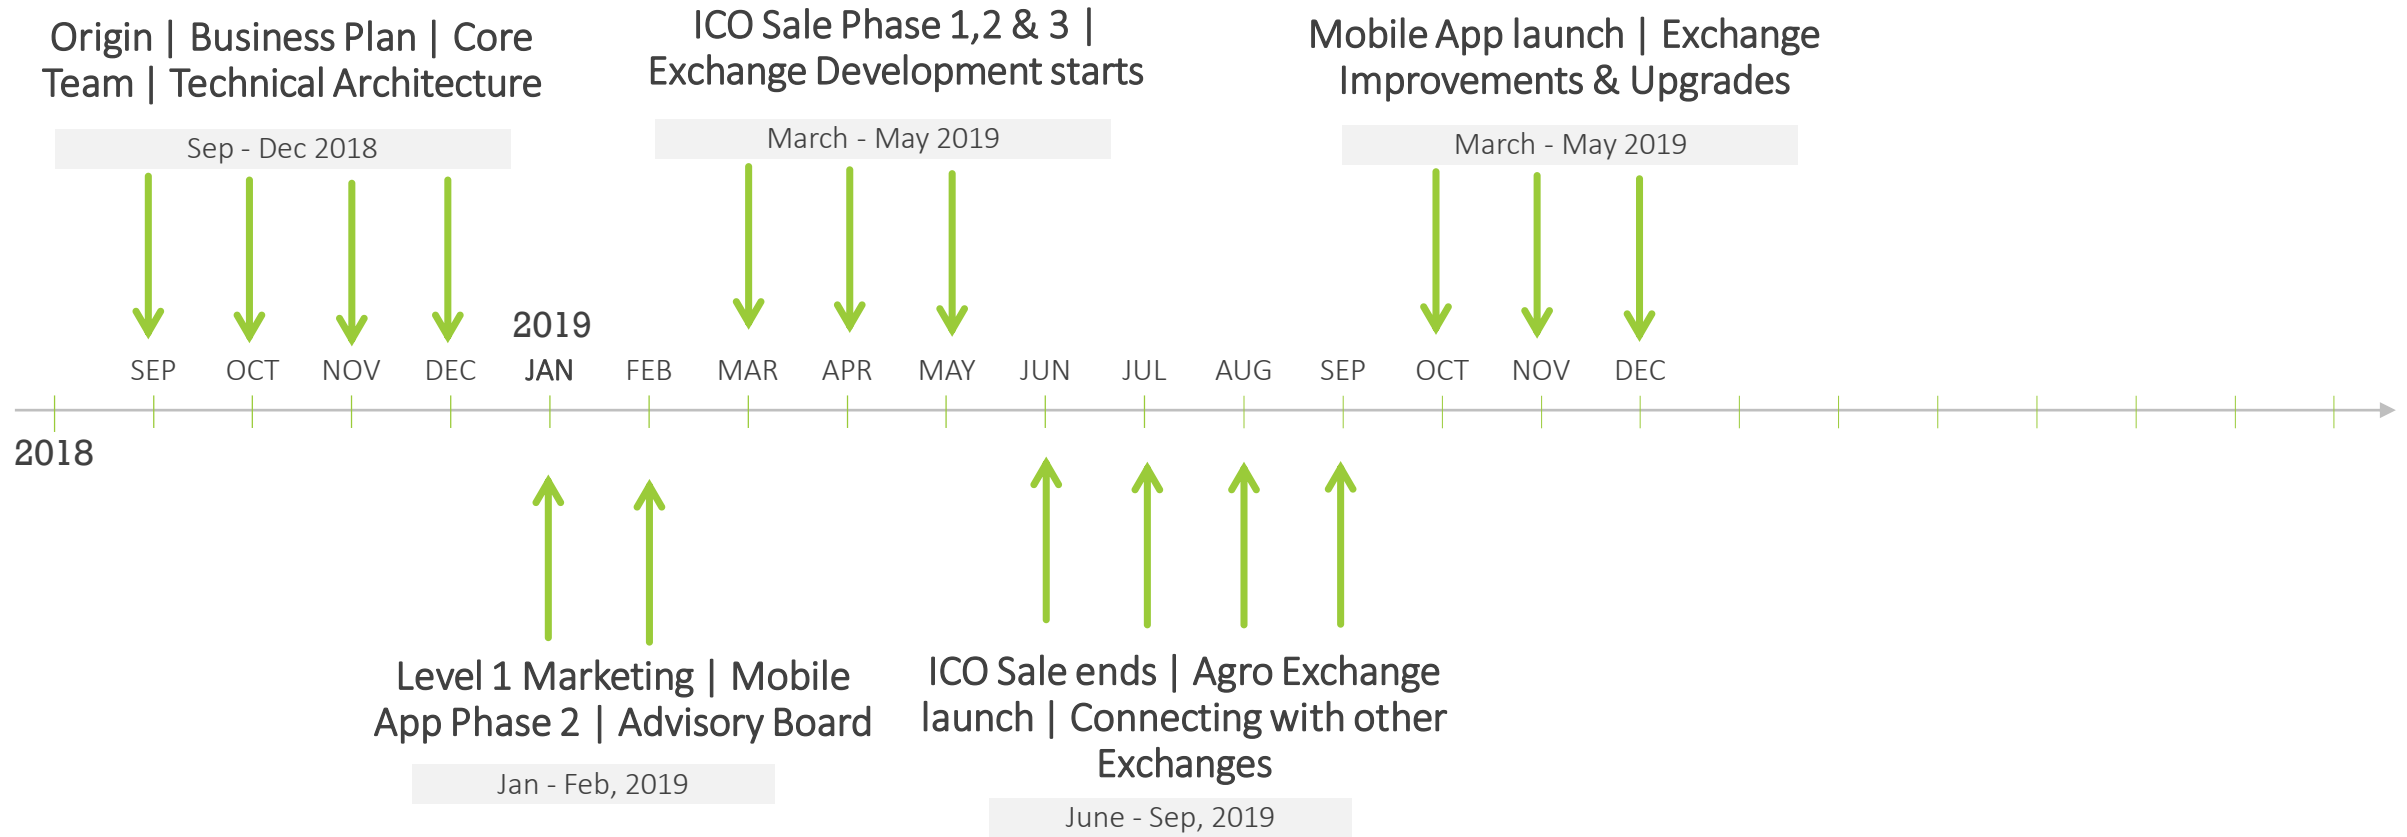 Origin | Business Plan | Core
Team | Technical Architecture
Sep - Dec 2018
ICO Sale Phase 1,2 & 3 |
Exchange Development starts
March - May 2019
Mobile App launch | Exchange
Improvements & Upgrades
March - May 2019
2019
SEP OCT NOV DEC JAN FEB MAR APR MAY JUN JUL AUG SEP OCT NOV DEC
2018
Level 1 Marketing | Mobile
App Phase 2 | Advisory Board
Jan - Feb, 2019
ICO Sale ends | Agro Exchange
launch | Connecting with other
Exchanges
June - Sep, 2019